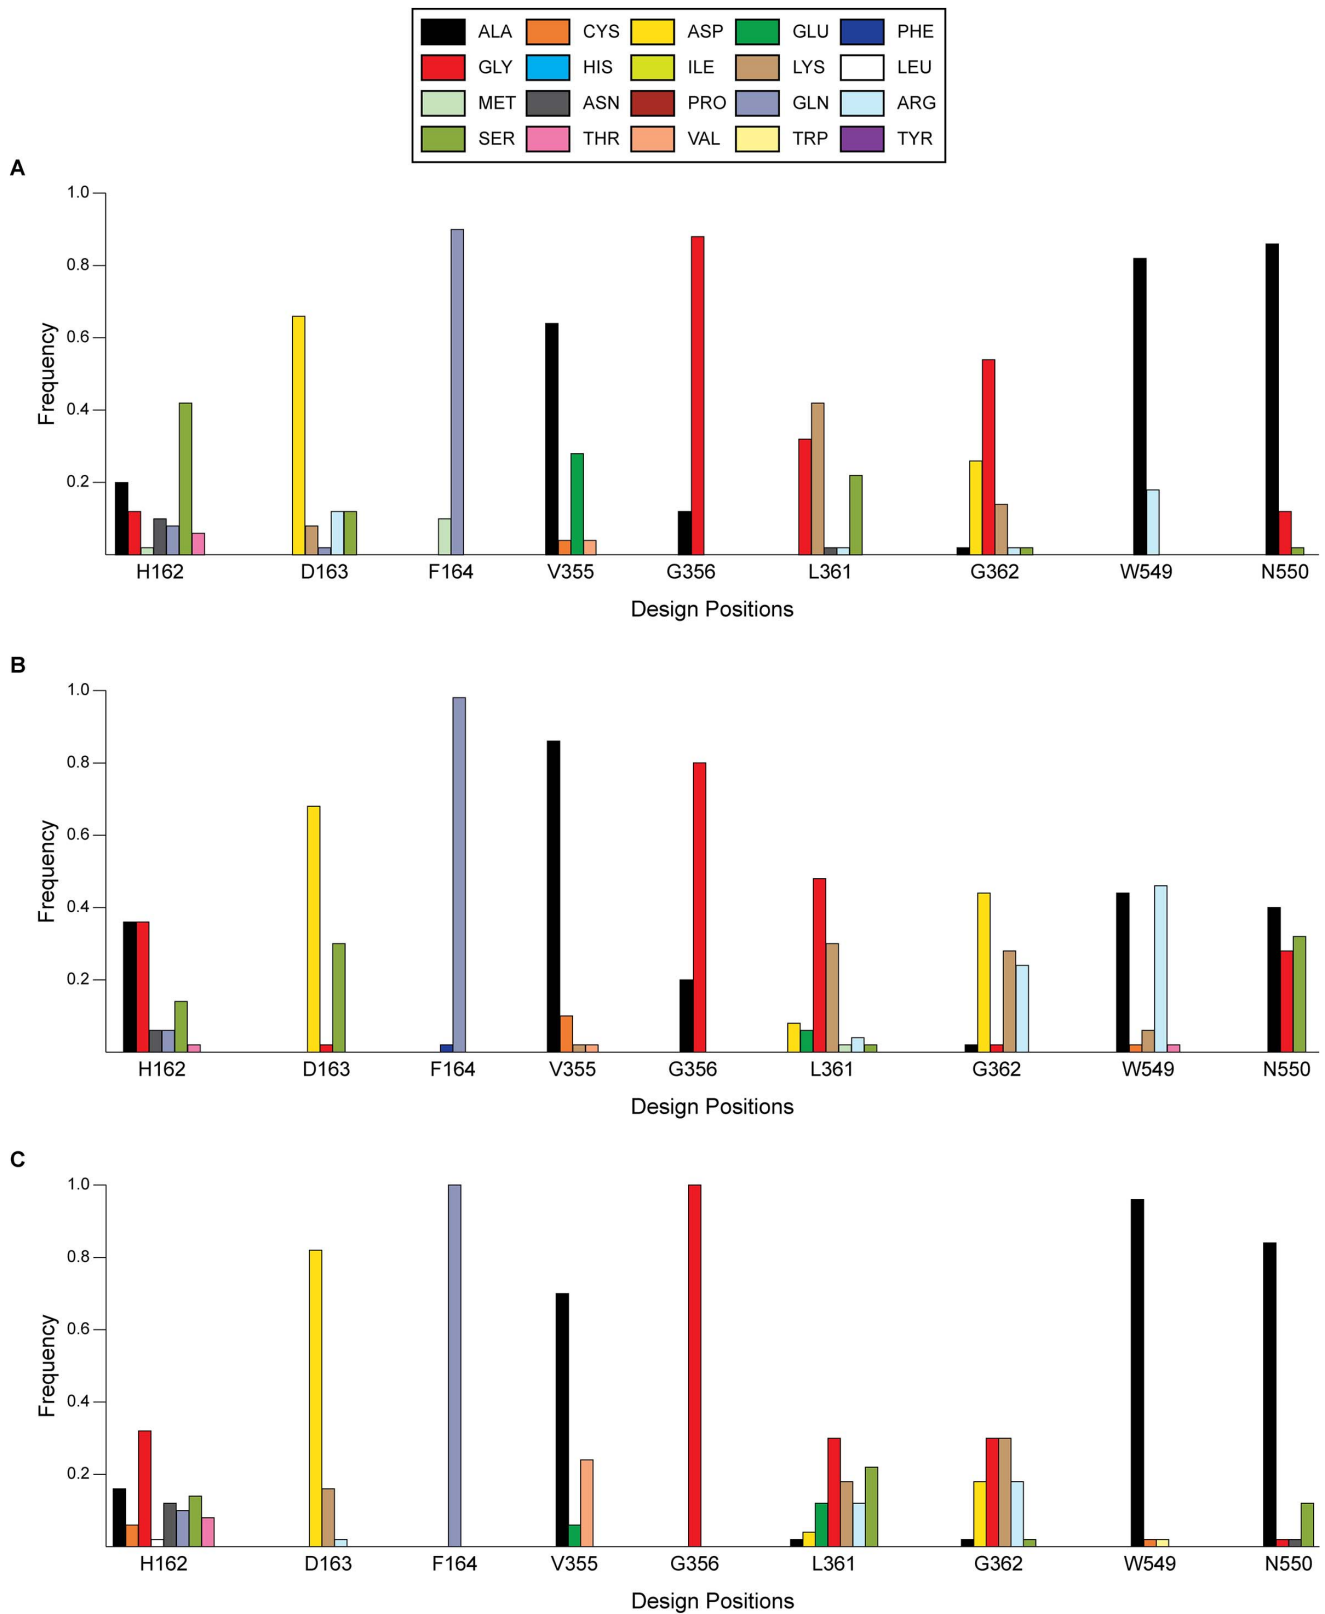 ALA CYS ASP GLU PHE
GLY HIS ILE LYS LEU
MET ASN PRO GLN ARG
SER THR VAL TRP TYR
A
1.0
0.8
0.6
0.4
0.2
Frequency
H162 D163 F164 V355 G356 L361 G362 W549 N550
Design Positions
B
1.0
0.8
0.6
0.4
0.2
Frequency
H162 D163 F164 V355 G356 L361 G362 W549 N550
Design Positions
C
1.0
0.8
0.6
0.4
0.2
Frequency
H162 D163 F164 V355 G356 L361 G362 W549 N550
Design Positions